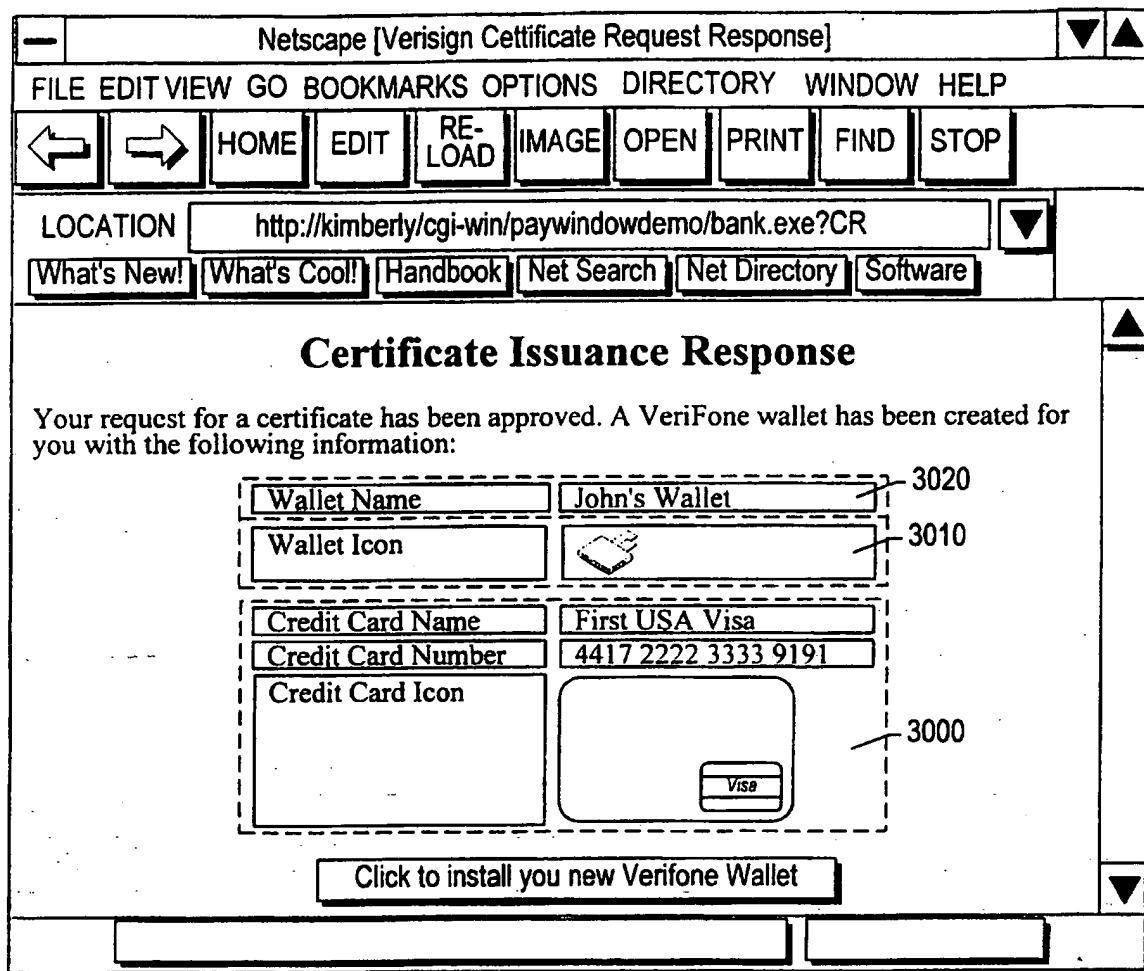 Netscape [Verisign Cettificate Request Response]
FILE EDIT VIEW GO BOOKMARKS OPTIONS DIRECTORY WINDOW HELP
HOME EDIT RE-LOAD IMAGE OPEN PRINT FIND STOP
LOCATION http://kimberly/cgi-win/paywindowdemo/bank.exe?CR
What's New! What's Cool! Handbook Net Search Net Directory Software
Certificate Issuance Response
Your request for a certificate has been approved. A VeriFone wallet has been created for
you with the following information:
Wallet Name John's Wallet 3020
Wallet Icon 3010
Credit Card Name First USA Visa
Credit Card Number 4417 2222 3333 9191
Credit Card Icon
3000
Visa
Click to install you new Verifone Wallet